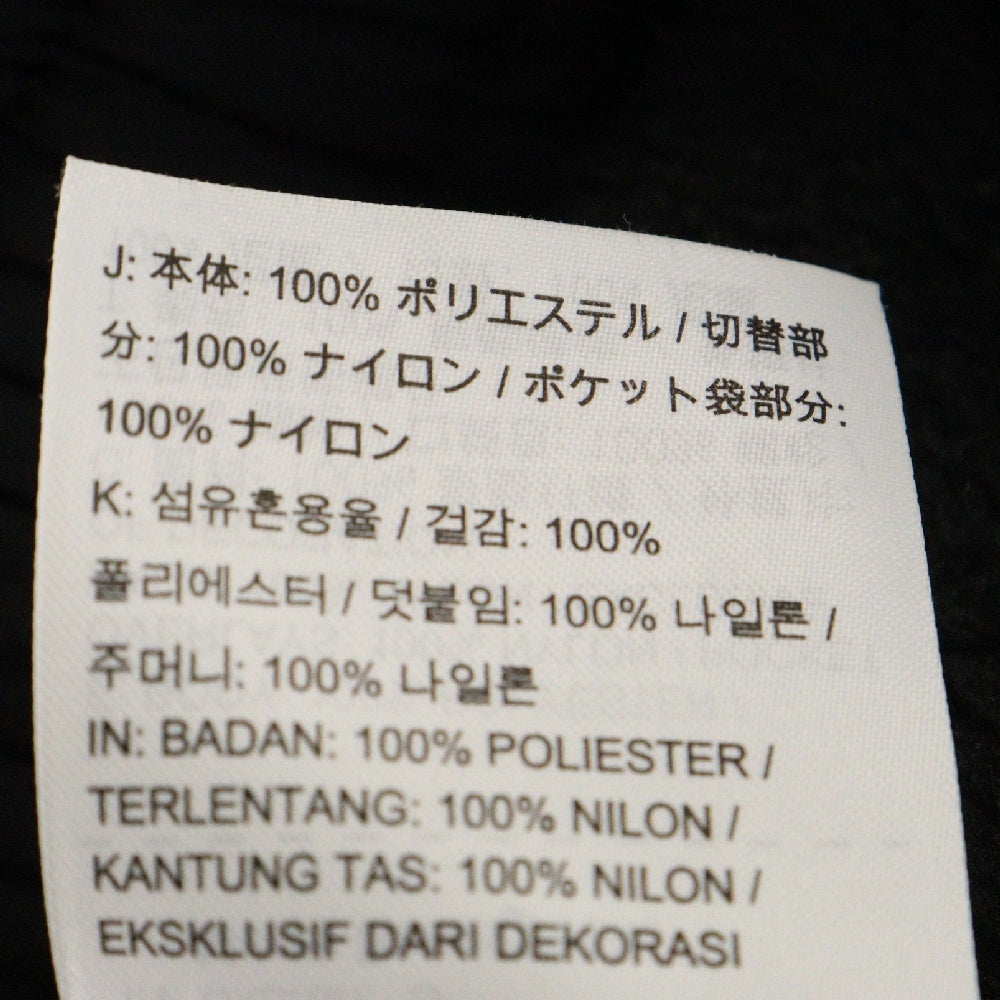 J: 本体: 100% ポリエステル / 切替部
分: 100% ナイロン / ポケット袋部分:
100% ナイロン
K: 섬유혼용율 / 겉감: 100%
폴리에스터 / 덧붙임: 100% 나일론 /
주머니: 100% 나일론
IN: BADAN: 100% POLIESTER /
TERLENTANG: 100% NILON /
KANTUNG TAS: 100% NILON /
EKSKLUSIF DARI DEKORASI